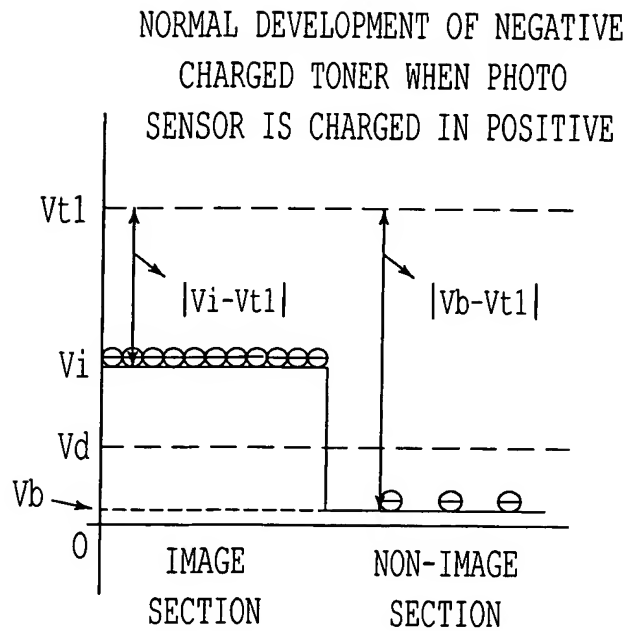 NORMAL DEVELOPMENT OF NEGATIVE
CHARGED TONER WHEN PHOTO
SENSOR IS CHARGED IN POSITIVE
Vt1
|Vi-Vt1|
|Vb-Vt1|
Vi
Vd
Vb
0
IMAGE
SECTION
NON-IMAGE
SECTION